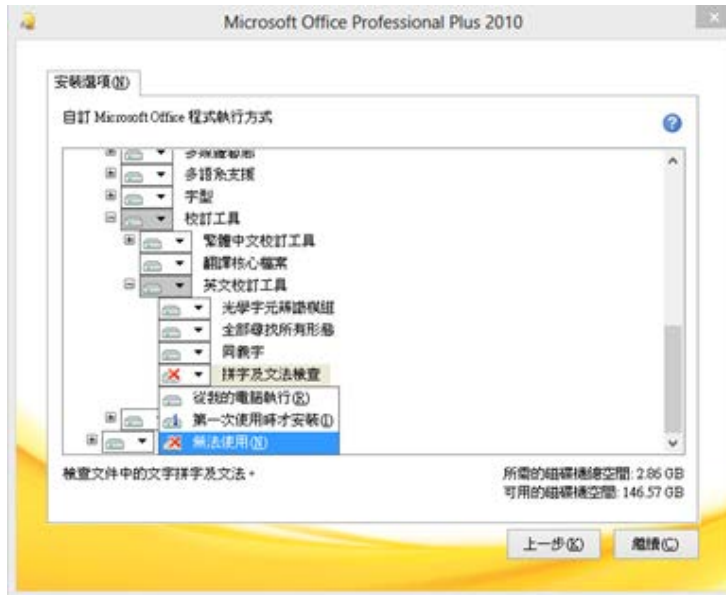 Microsoft Office Professional Plus 2010
安裝選項(N)
自訂 Microsoft Office 程式執行方式
多媒體範例
多語系支援
字型
校訂工具
繁體中文校訂工具
翻譯核心檔案
英文校訂工具
光學字元辨識模組
全部尋找所有形態
同義字
拼字及文法檢查
從我的電腦執行(R)
第一次使用時才安裝(I)
無法使用(N)
檢查文件中的文字拼字及文法。
所需的磁碟機總空間: 2.86 GB
可用的磁碟機空間: 146.57 GB
上一步(K)
繼續(C)